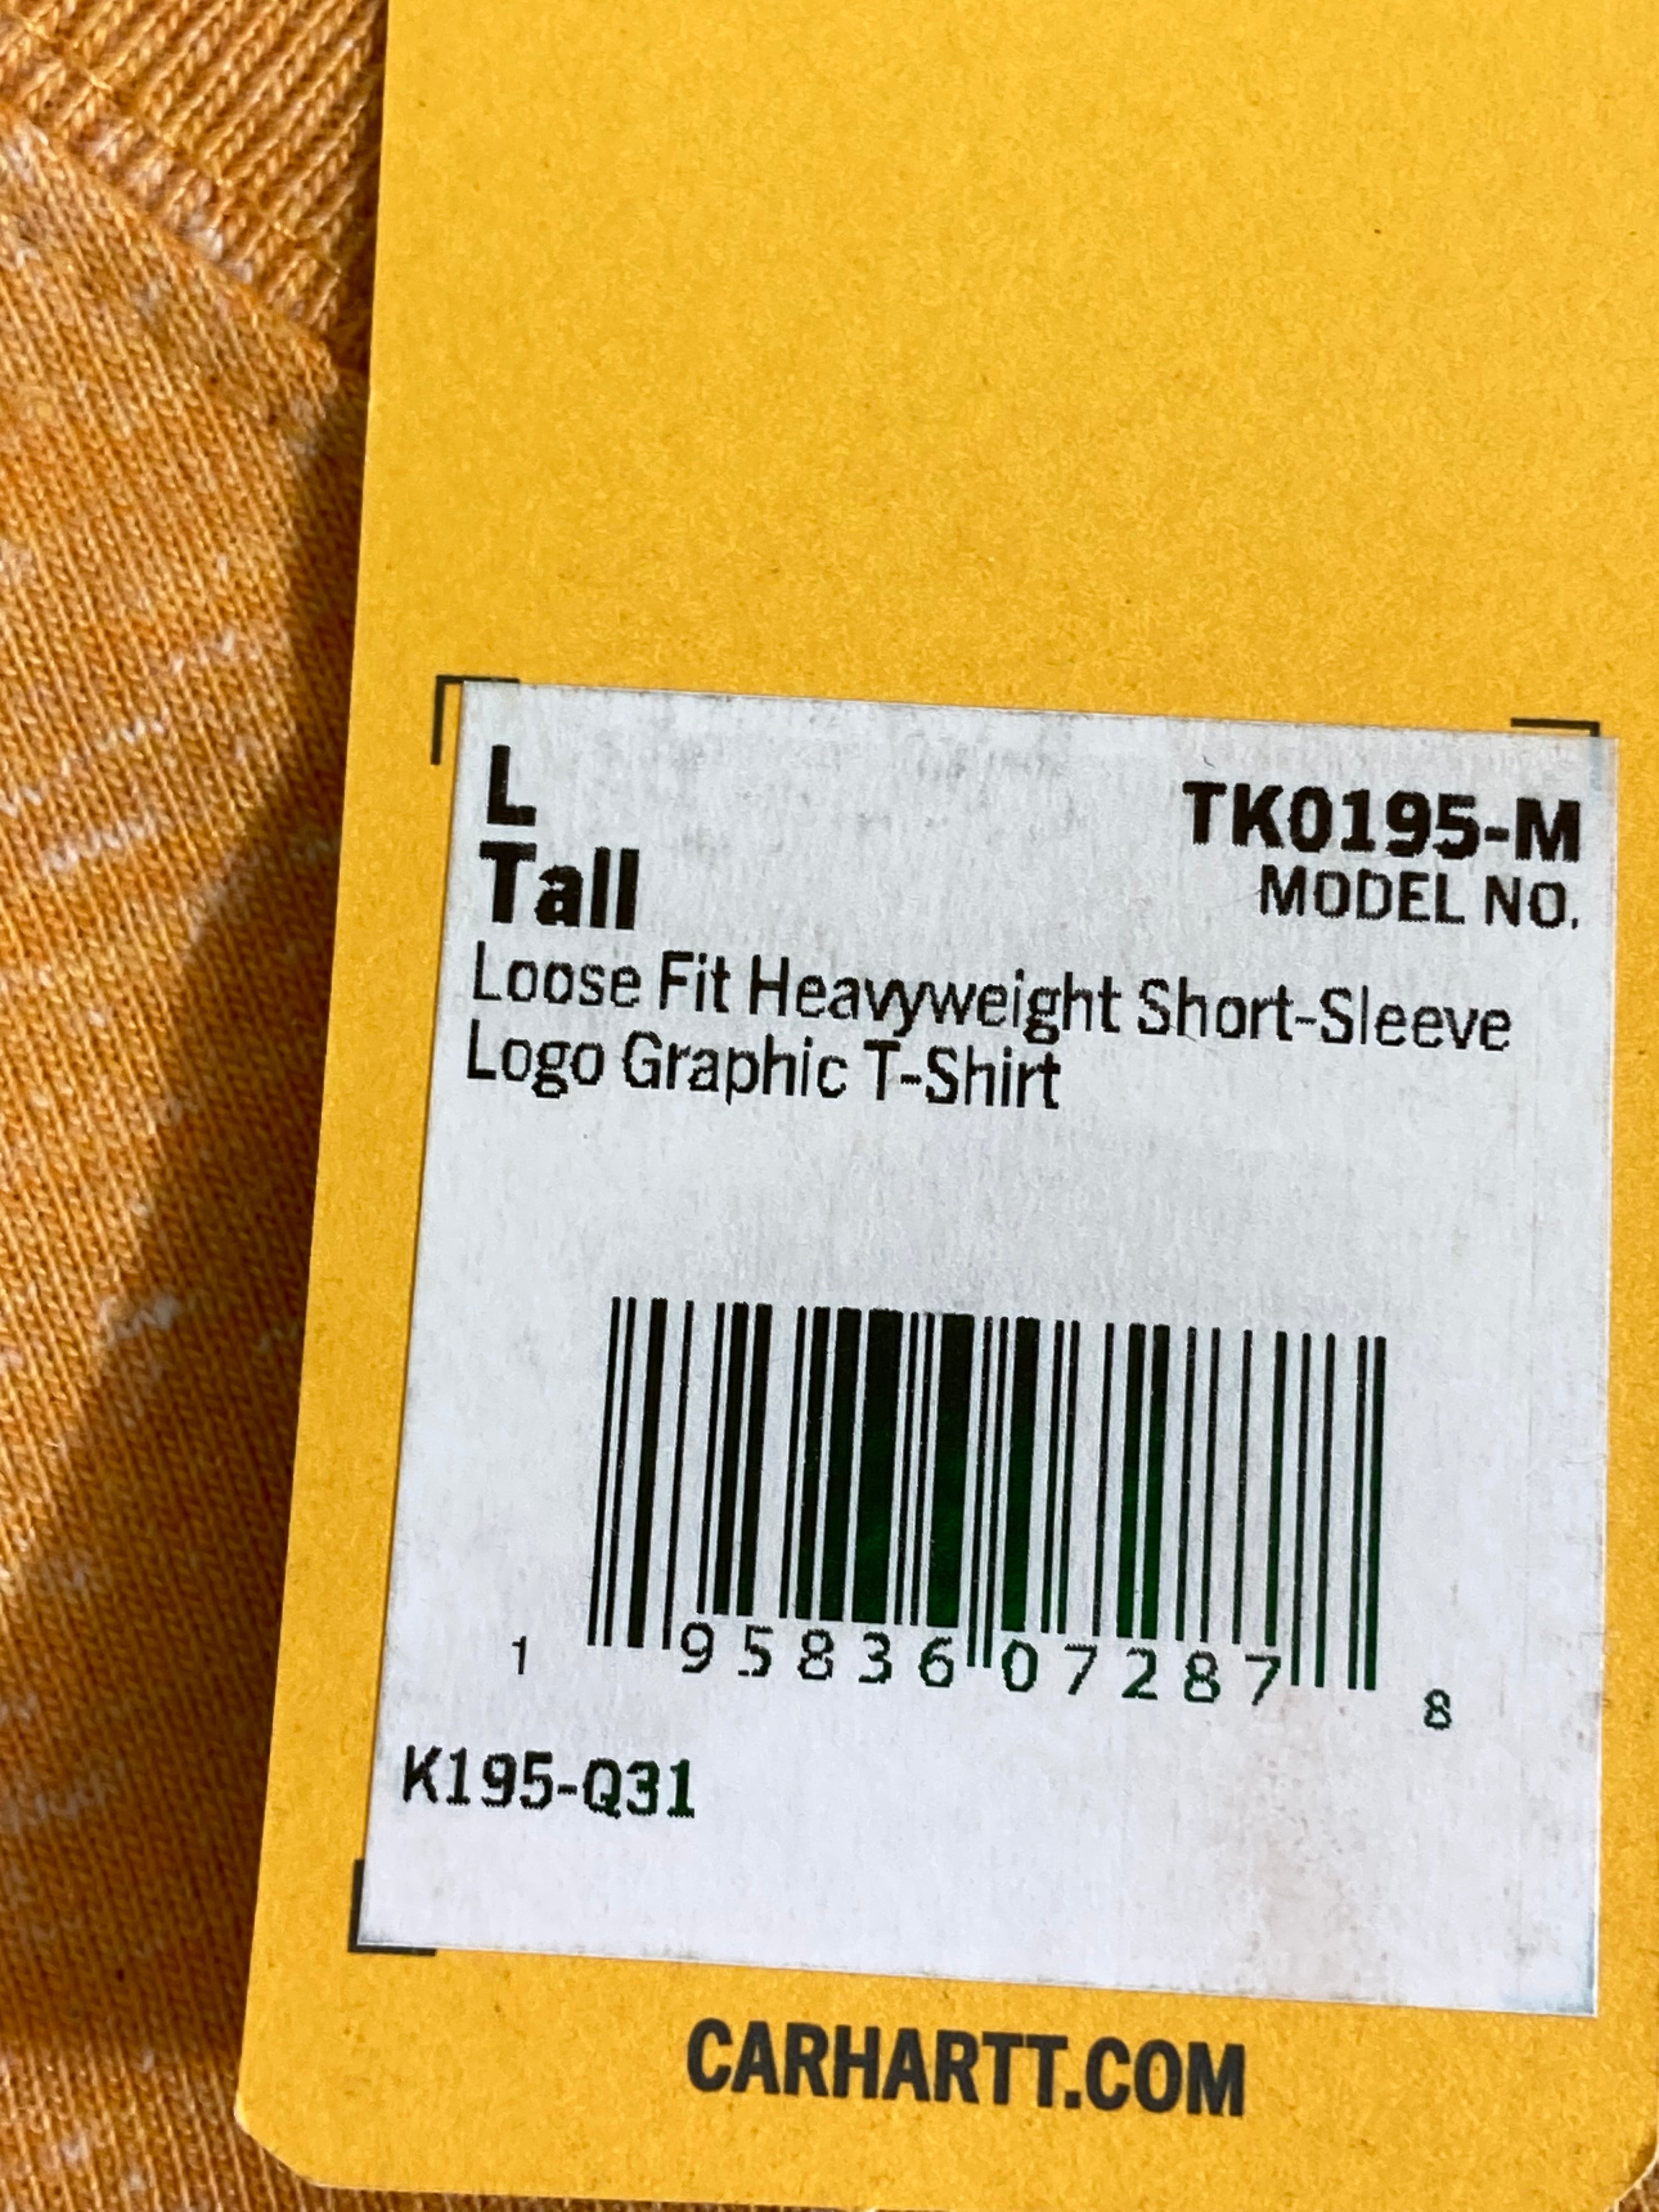 L
Tall
TK0195-M
MODEL NO.
Loose Fit Heavyweight Short-Sleeve
Logo Graphic T-Shirt
1 95836 07287 8
K195-Q31
CARHARTT.COM